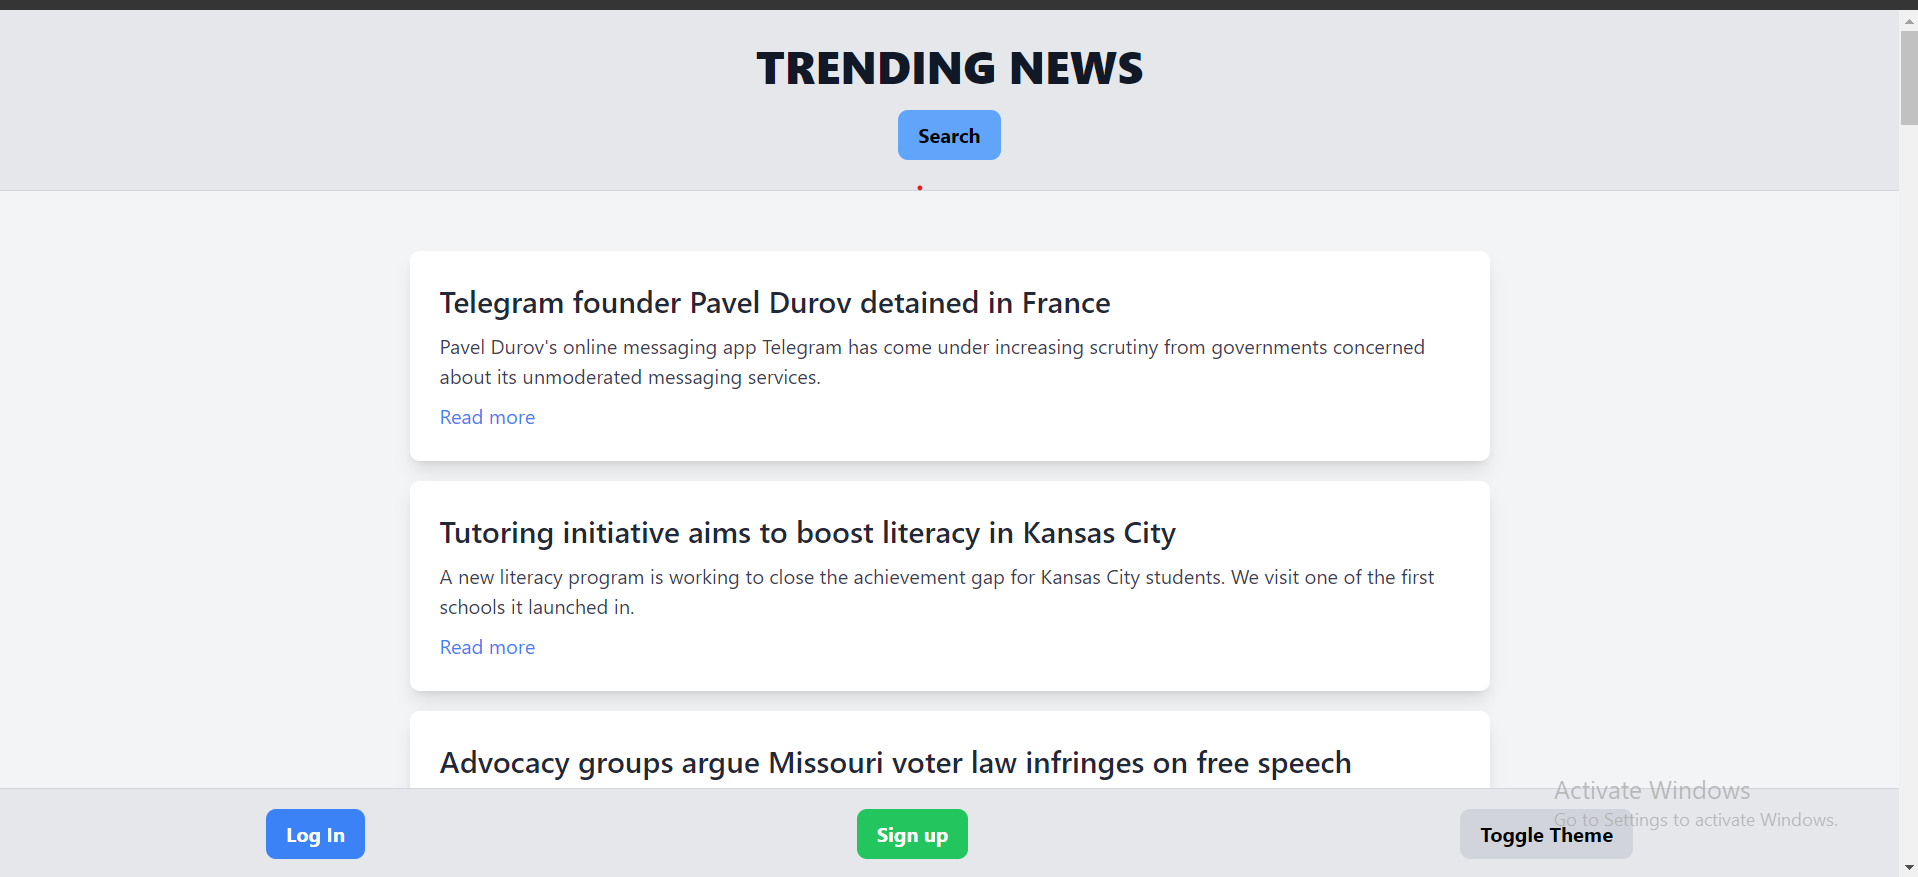 TRENDING NEWS
Search
Telegram founder Pavel Durov detained in France
Pavel Durov's online messaging app Telegram has come under increasing scrutiny from governments concerned
about its unmoderated messaging services.
Read more
Tutoring initiative aims to boost literacy in Kansas City
A new literacy program is working to close the achievement gap for Kansas City students. We visit one of the first
schools it launched in.
Read more
Advocacy groups argue Missouri voter law infringes on free speech
Activate Windows
Go to Settings to activate Windows.
Log In
Sign up
Toggle Theme